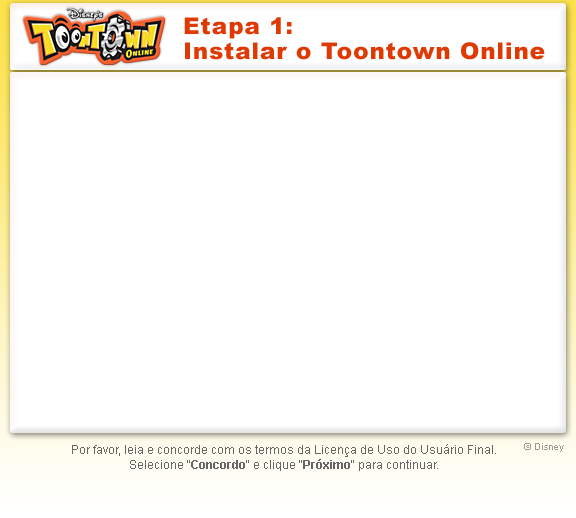 Disney's
TOONTOWN
ONLINE
Etapa 1:
Instalar o Toontown Online
Por favor, leia e concorde com os termos da Licença de Uso do Usuário Final.
Selecione "Concordo" e clique "Próximo" para continuar.
© Disney